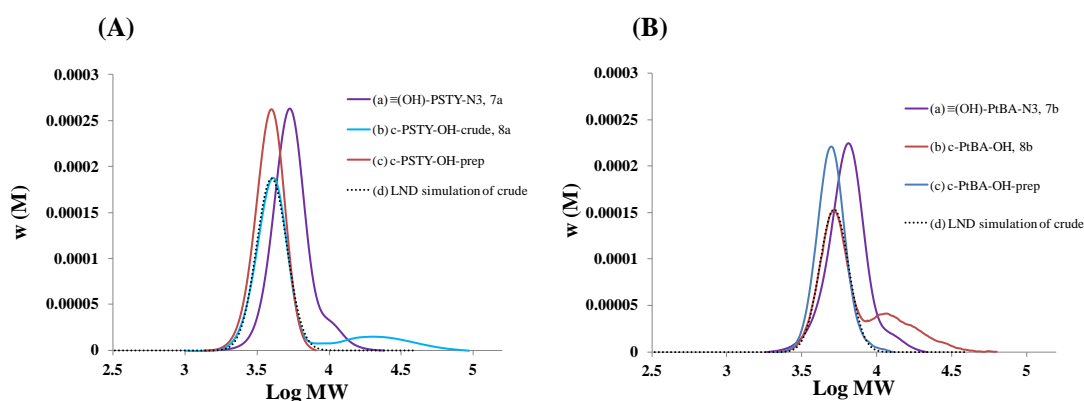 (A)
0.0003
0.00025
0.0002
0.00015
0.0001
0.00005
0
w (M)
2.5 3 3.5 4 4.5 5
Log MW
(a) ≡(OH)-PSTY-N3, 7a
(b) c-PSTY-OH-crude, 8a
(c) c-PSTY-OH-prep
(d) LND simulation of crude
(B)
0.0003
0.00025
0.0002
0.00015
0.0001
0.00005
0
w (M)
2.5 3 3.5 4 4.5 5
Log MW
(a) ≡(OH)-PtBA-N3, 7b
(b) c-PtBA-OH, 8b
(c) c-PtBA-OH-prep
(d) LND simulation of crude